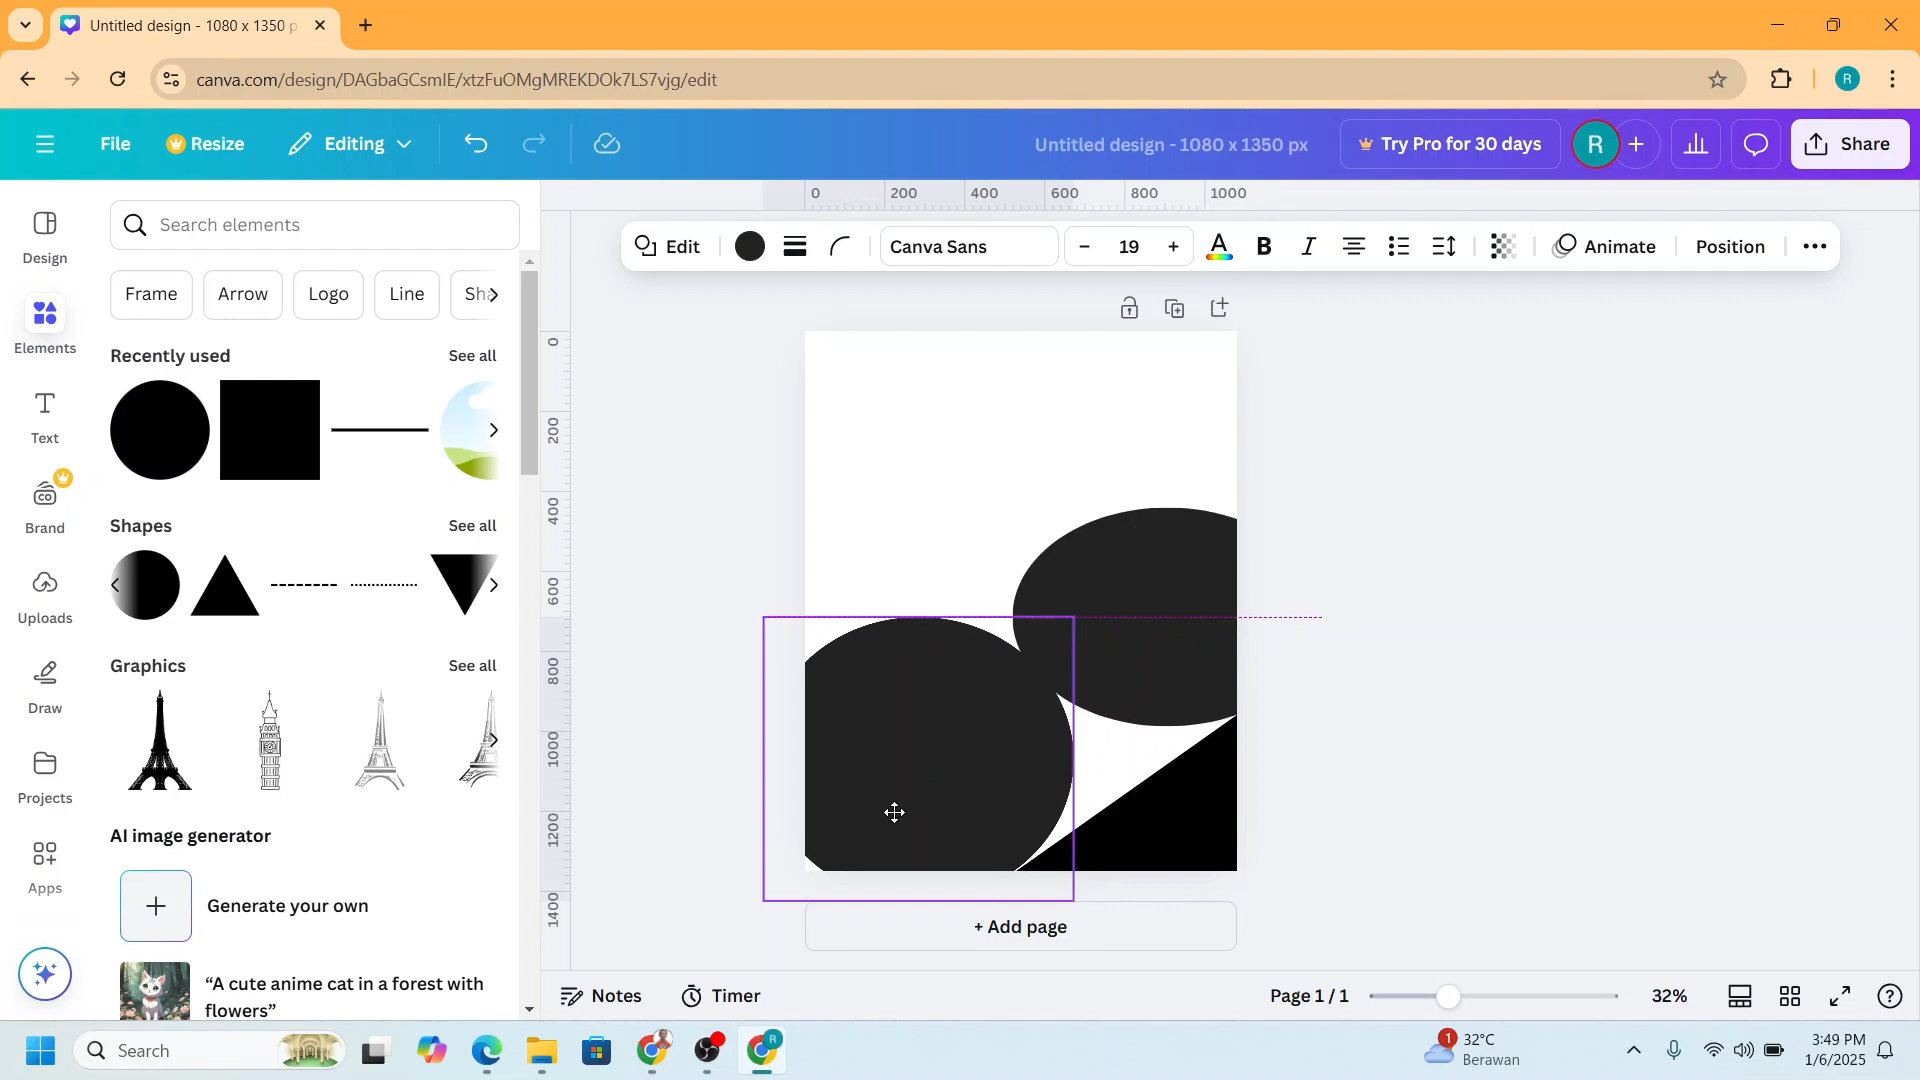 Untitled design - 1080 x 1350 p
canva.com/design/DAGbaGCsmIE/xtzFuOMgMREKDOk7LS7vjg/edit
R
File
Resize
Editing
Untitled design - 1080 x 1350 px
Try Pro for 30 days
R
Share
Design
Elements
Text
Brand
Uploads
Draw
Projects
Apps
Search elements
Frame
Arrow
Logo
Line
Sha
Recently used
See all
Shapes
See all
Graphics
See all
AI image generator
Generate your own
“A cute anime cat in a forest with
flowers”
0 200 400 600 800 1000
Edit
Canva Sans
– 19 +
A
B
I
Animate
Position
0
200
400
600
800
1000
1200
1400
+ Add page
Notes
Timer
Page 1 / 1
32%
Search
1
32°C
Berawan
3:49 PM
1/6/2025